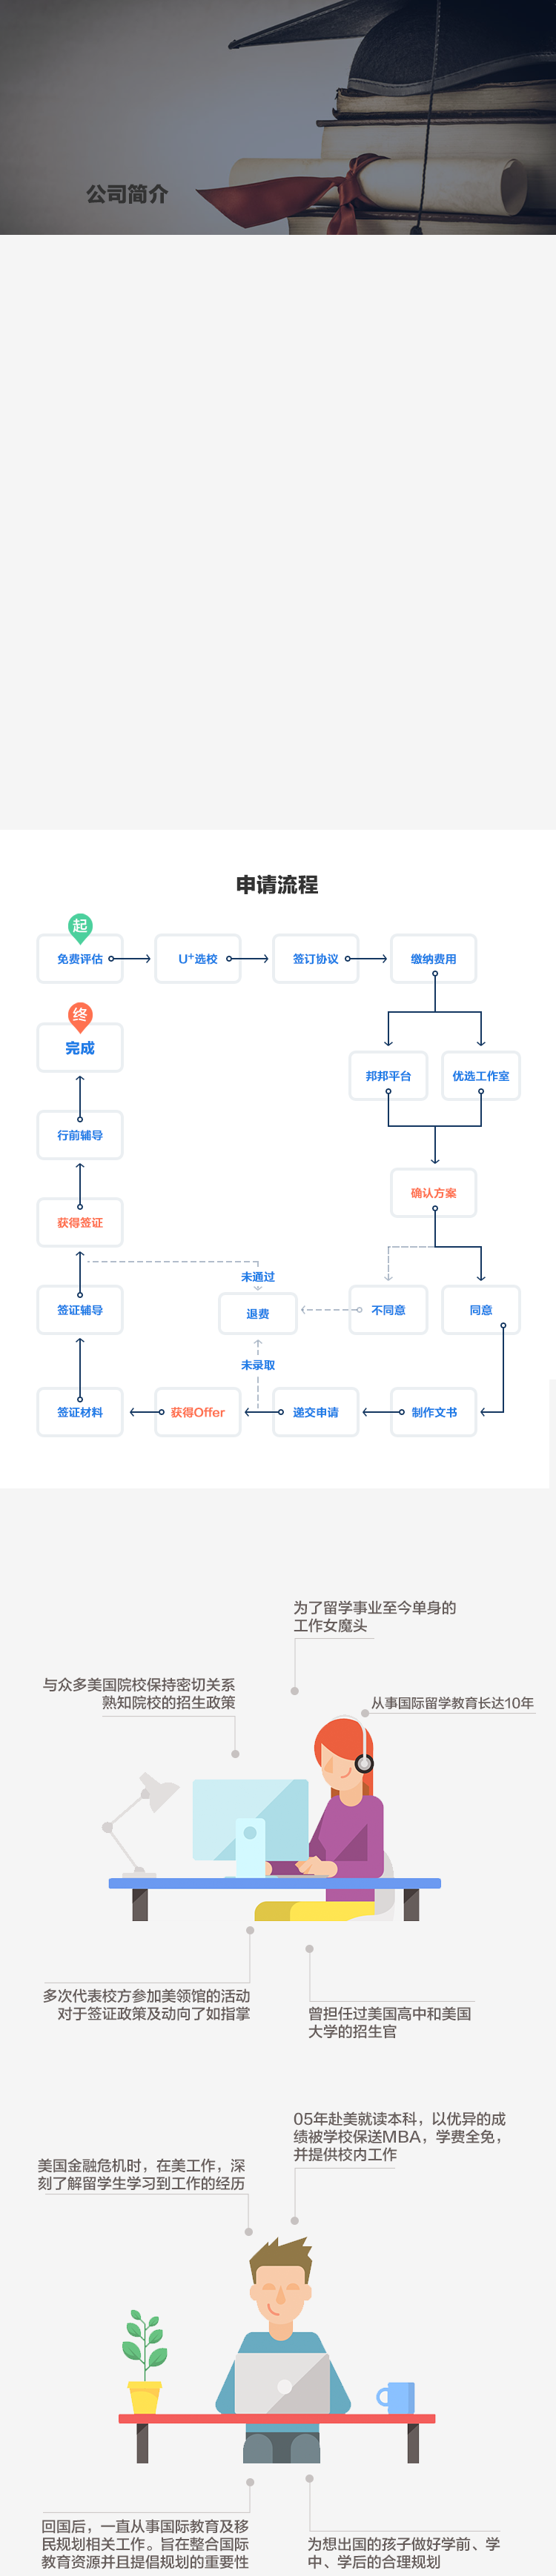 公司简介
申请流程
起
免费评估
U⁺选校
签订协议
缴纳费用
终
完成
邦邦平台
优选工作室
行前辅导
确认方案
获得签证
未通过
签证辅导
退费
不同意
同意
未录取
签证材料
获得Offer
递交申请
制作文书
为了留学事业至今单身的
工作女魔头
与众多美国院校保持密切关系
熟知院校的招生政策
从事国际留学教育长达10年
多次代表校方参加美领馆的活动
对于签证政策及动向了如指掌
曾担任过美国高中和美国
大学的招生官
05年赴美就读本科，以优异的成
绩被学校保送MBA，学费全免，
并提供校内工作
美国金融危机时，在美工作，深
刻了解留学生学习到工作的经历
回国后，一直从事国际教育及移
民规划相关工作。旨在整合国际
教育资源并且提倡规划的重要性
为想出国的孩子做好学前、学
中、学后的合理规划